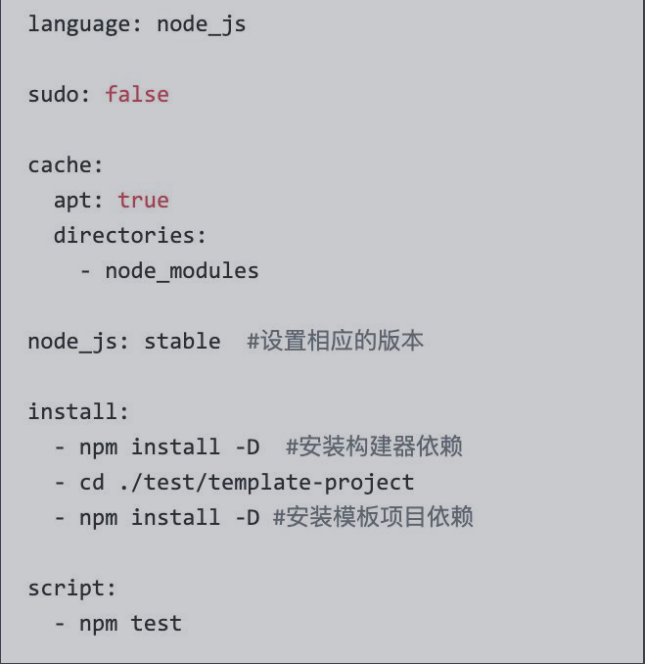 language: node_js
sudo: false
cache:
  apt: true
  directories:
    - node_modules
node_js: stable  #设置相应的版本
install:
  - npm install -D  #安装构建器依赖
  - cd ./test/template-project
  - npm install -D #安装模板项目依赖
script:
  - npm test